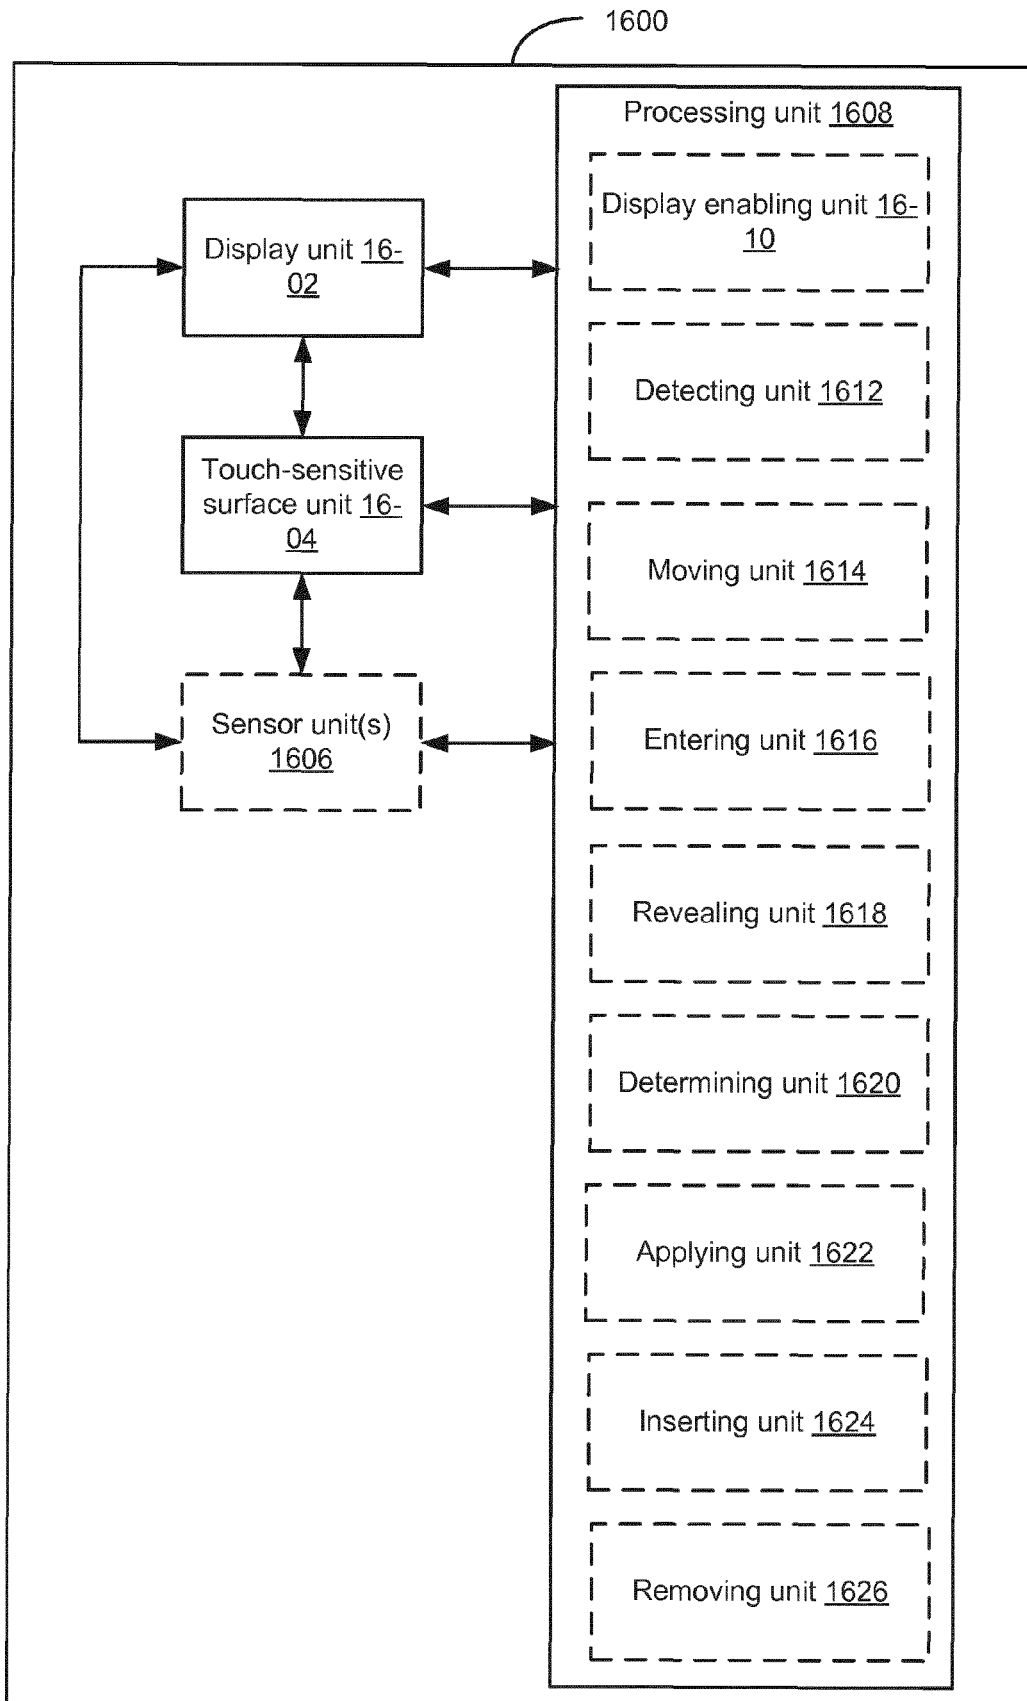 1600
Processing unit 1608
Display enabling unit 16-
10
Display unit 16-
02
Detecting unit 1612
Touch-sensitive
surface unit 16-
04
Moving unit 1614
Sensor unit(s)
1606
Entering unit 1616
Revealing unit 1618
Determining unit 1620
Applying unit 1622
Inserting unit 1624
Removing unit 1626